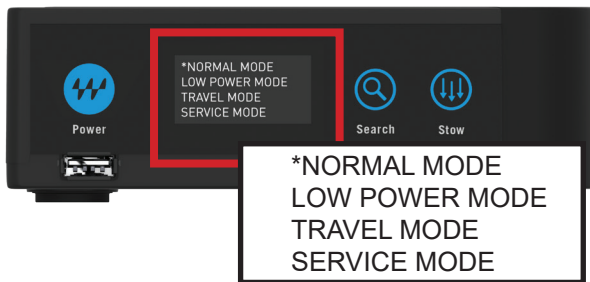 *NORMAL MODE
LOW POWER MODE
TRAVEL MODE
SERVICE MODE
Power
Search
Stow
*NORMAL MODE
LOW POWER MODE
TRAVEL MODE
SERVICE MODE